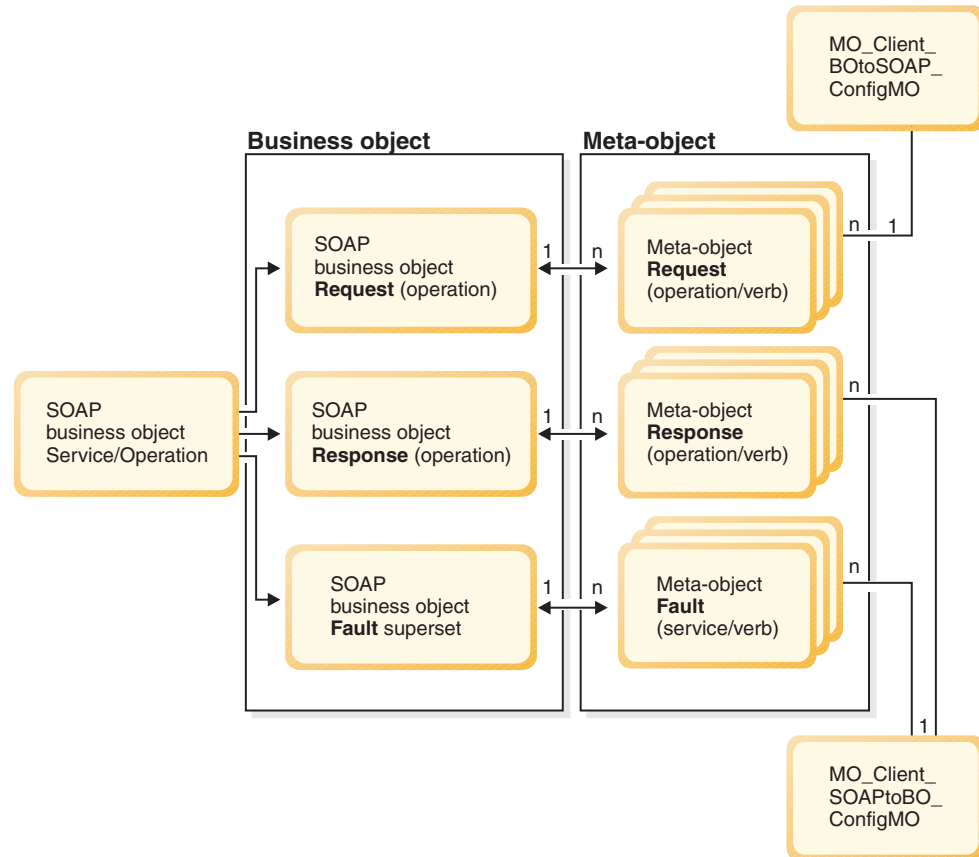 MO_Client_
BOtoSOAP_
ConfigMO
Business object
Meta-object
SOAP
business object
Request (operation)
1
n
Meta-object
Request
(operation/verb)
n
1
SOAP
business object
Service/Operation
SOAP
business object
Response (operation)
1
n
Meta-object
Response
(operation/verb)
n
SOAP
business object
Fault superset
1
n
Meta-object
Fault
(service/verb)
n
1
MO_Client_
SOAPtoBO_
ConfigMO